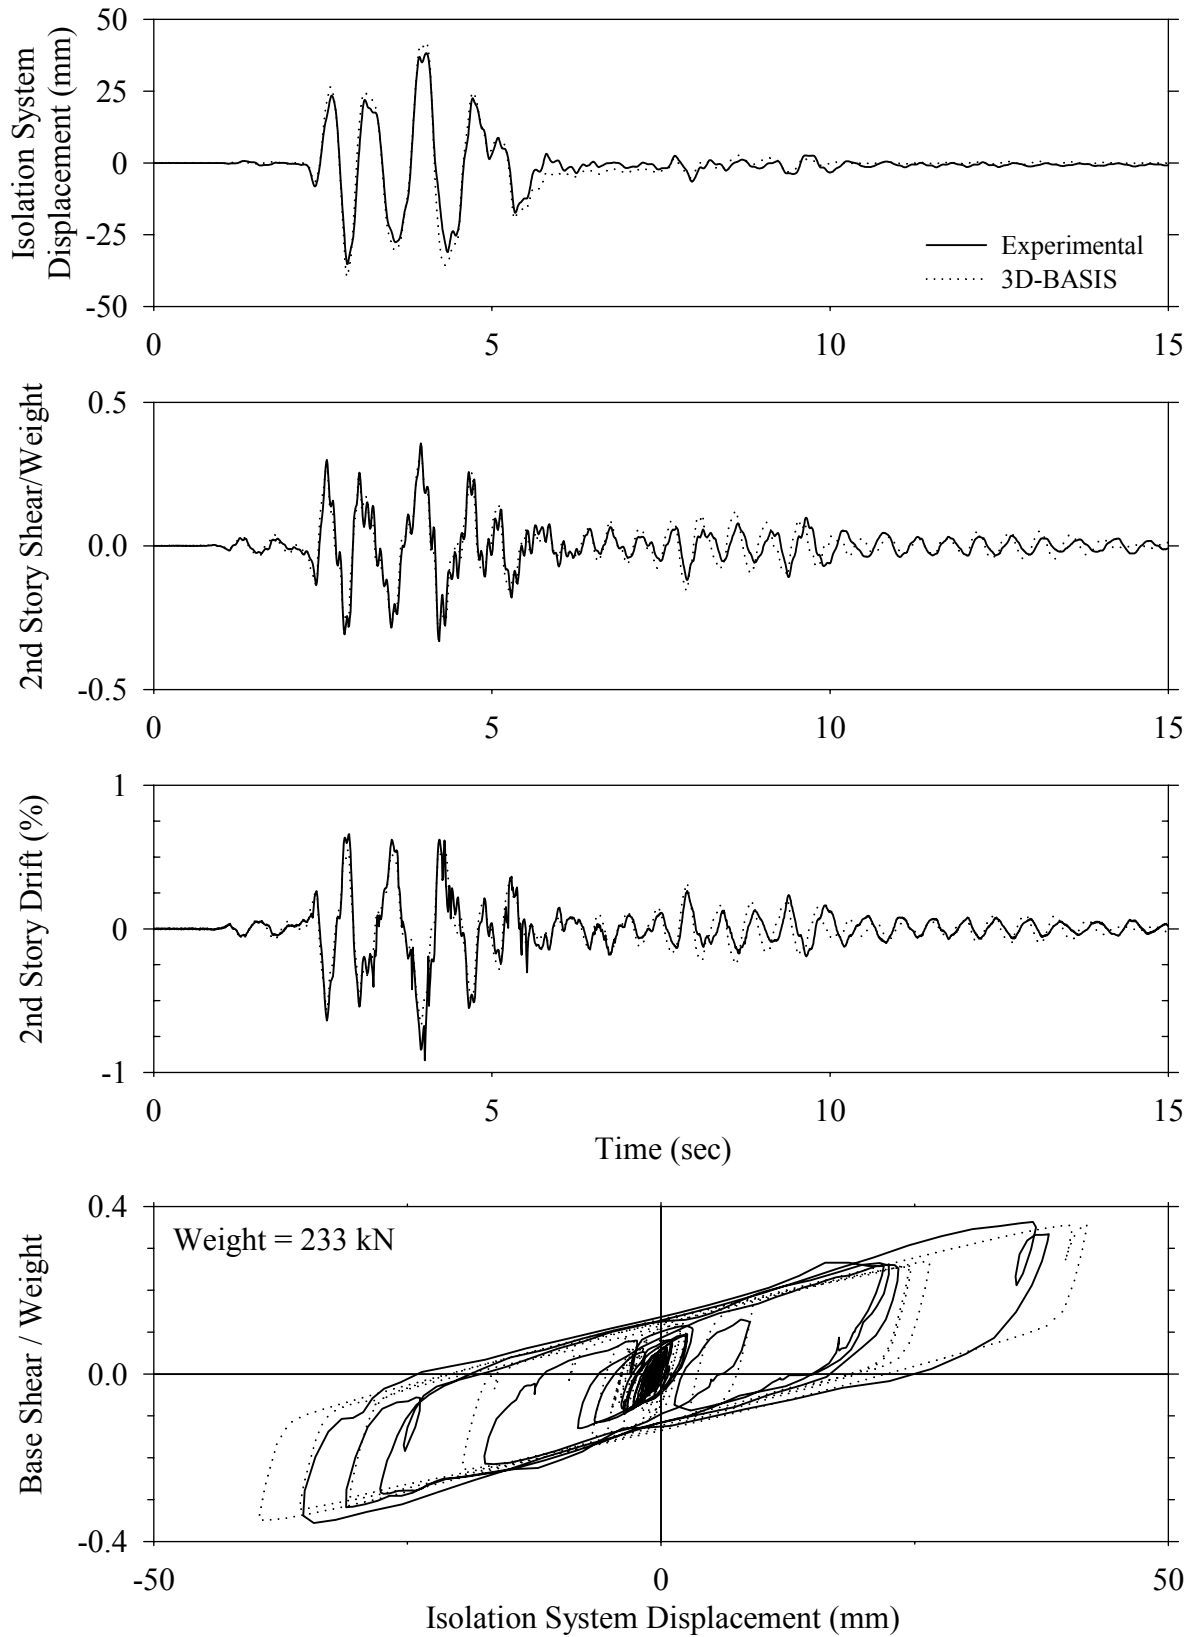 Isolation System
Displacement (mm)
50
25
0
-25
-50
Experimental
3D-BASIS
0 5 10 15
2nd Story Shear/Weight
0.5
0.0
-0.5
0 5 10 15
2nd Story Drift (%)
1
0
-1
0 5 10 15
Time (sec)
Base Shear / Weight
0.4
0.0
-0.4
Weight = 233 kN
-50 0 50
Isolation System Displacement (mm)